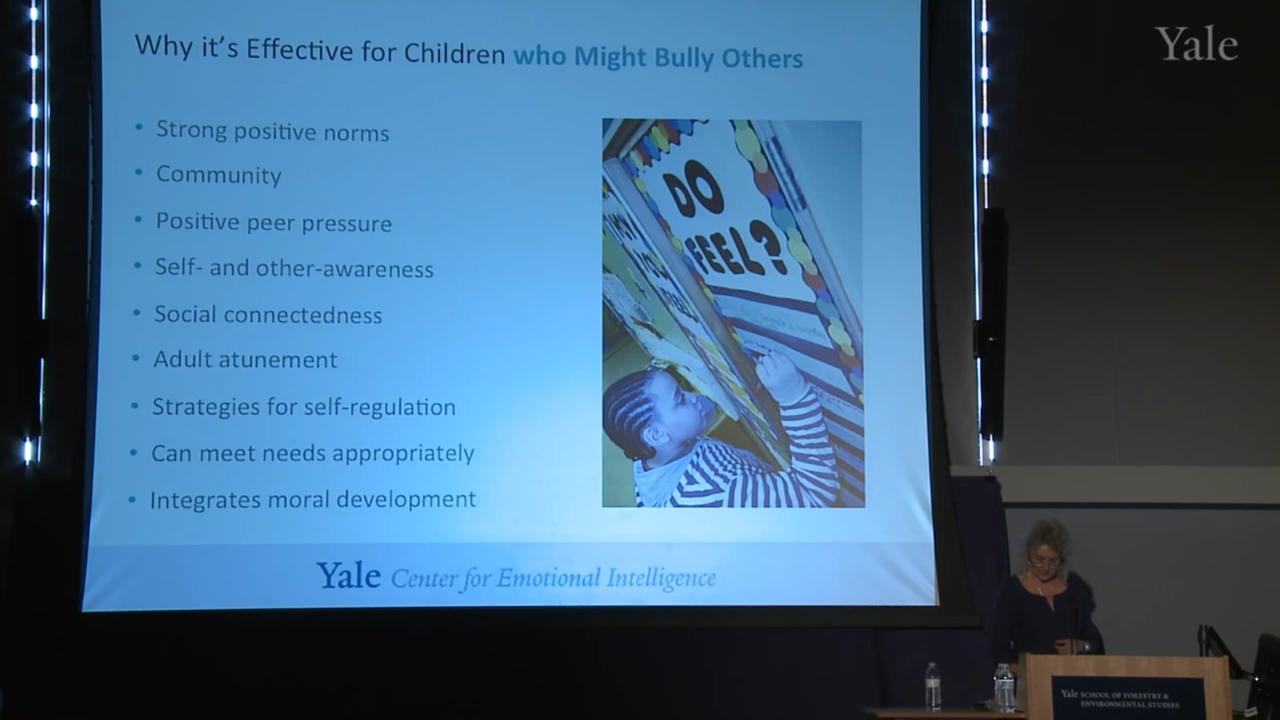 Why it's Effective for Children who Might Bully Others
Yale
• Strong positive norms
• Community
• Positive peer pressure
• Self- and other-awareness
• Social connectedness
• Adult atunement
• Strategies for self-regulation
• Can meet needs appropriately
• Integrates moral development
DO
FEEL?
YOU
Yale Center for Emotional Intelligence
Yale SCHOOL OF FORESTRY &
ENVIRONMENTAL STUDIES